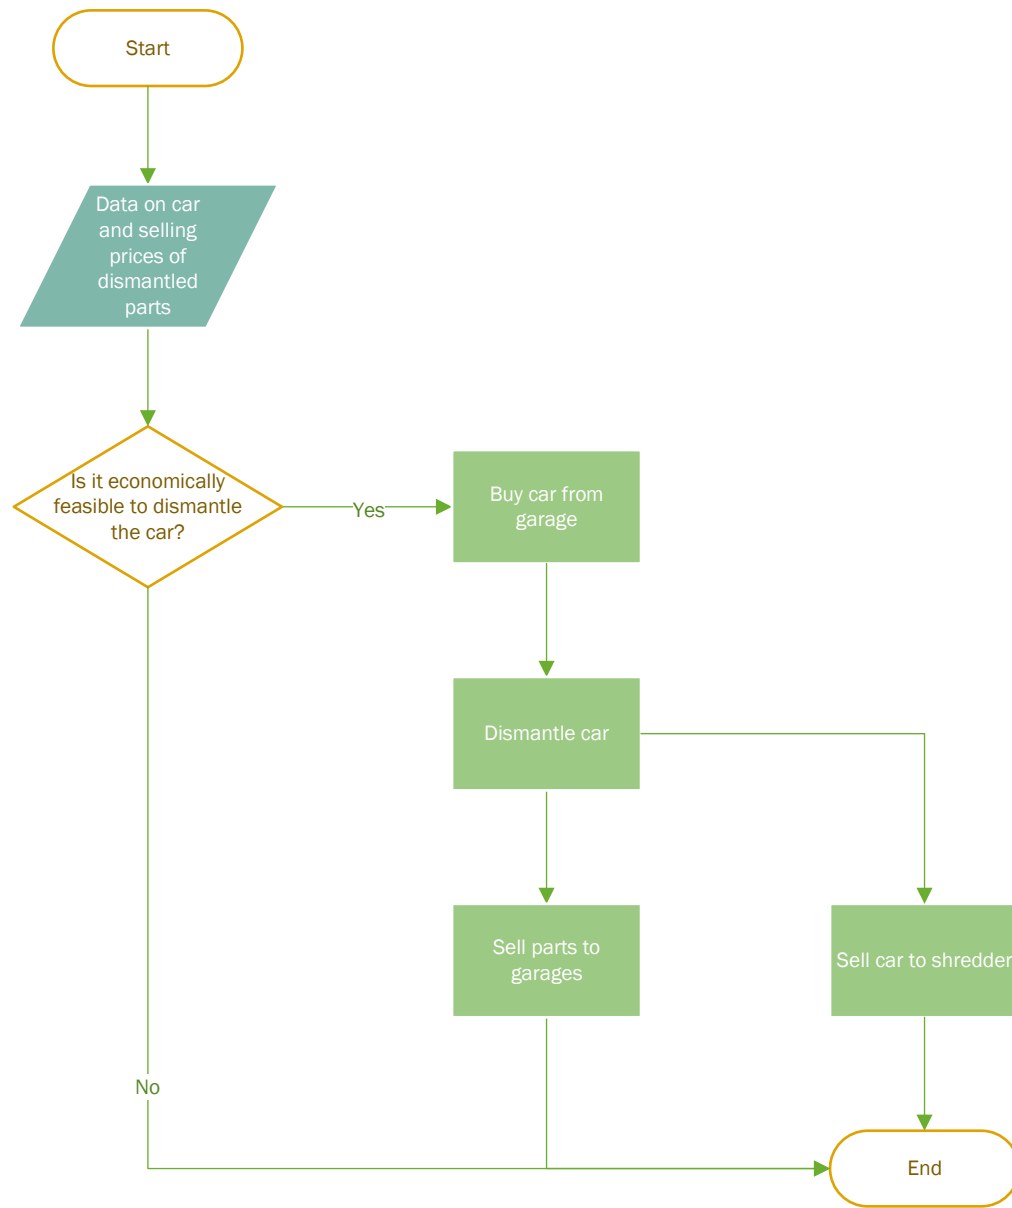 Start
Data on car
and selling
prices of
dismantled
parts
Is it economically
feasible to dismantle
the car?
Yes
Buy car from
garage
Dismantle car
Sell parts to
garages
Sell car to shredder
No
End